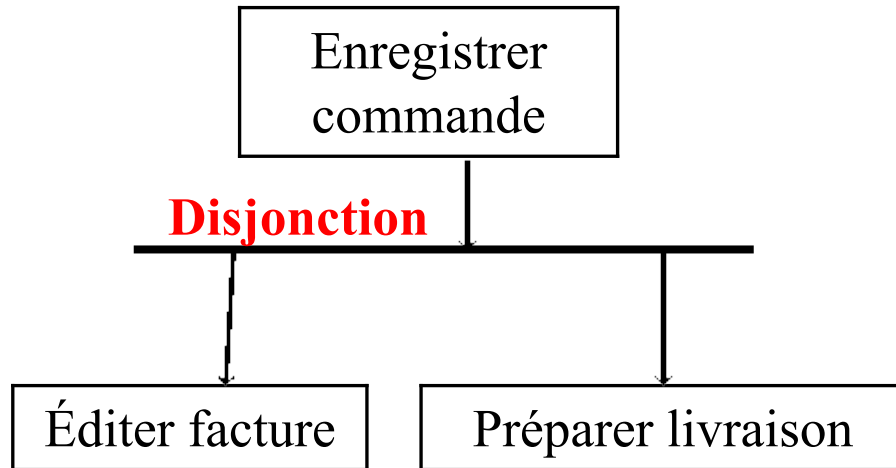 Enregistrer
commande
Disjonction
Éditer facture
Préparer livraison